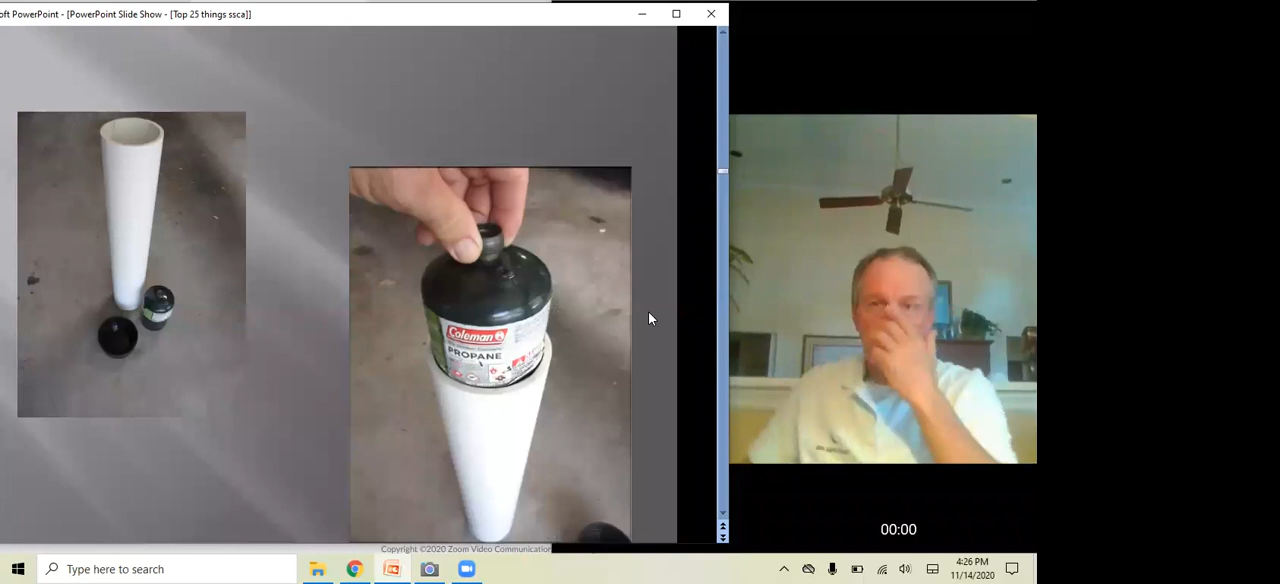 oft PowerPoint - [PowerPoint Slide Show - [Top 25 things ssca]]
Coleman
PROPANE
00:00
Copyright ©2020 Zoom Video Communication
Type here to search
4:26 PM
11/14/2020